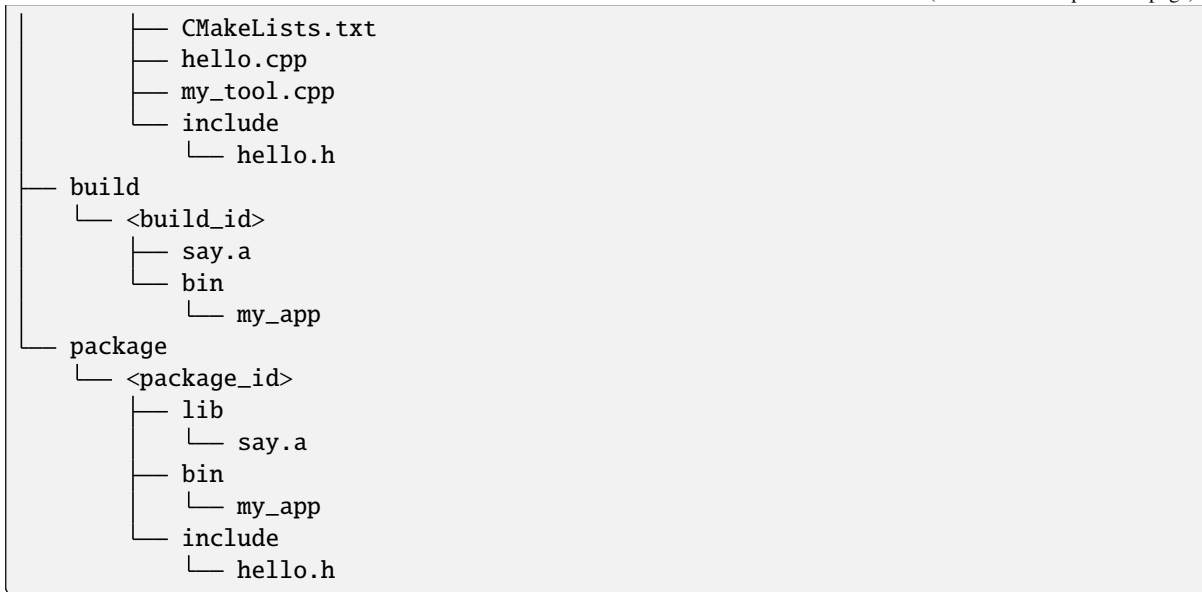 ├── CMakeLists.txt
├── hello.cpp
├── my_tool.cpp
└── include
└── hello.h
├── build
└── <build_id>
├── say.a
└── bin
└── my_app
└── package
└── <package_id>
├── lib
└── say.a
├── bin
└── my_app
└── include
└── hello.h